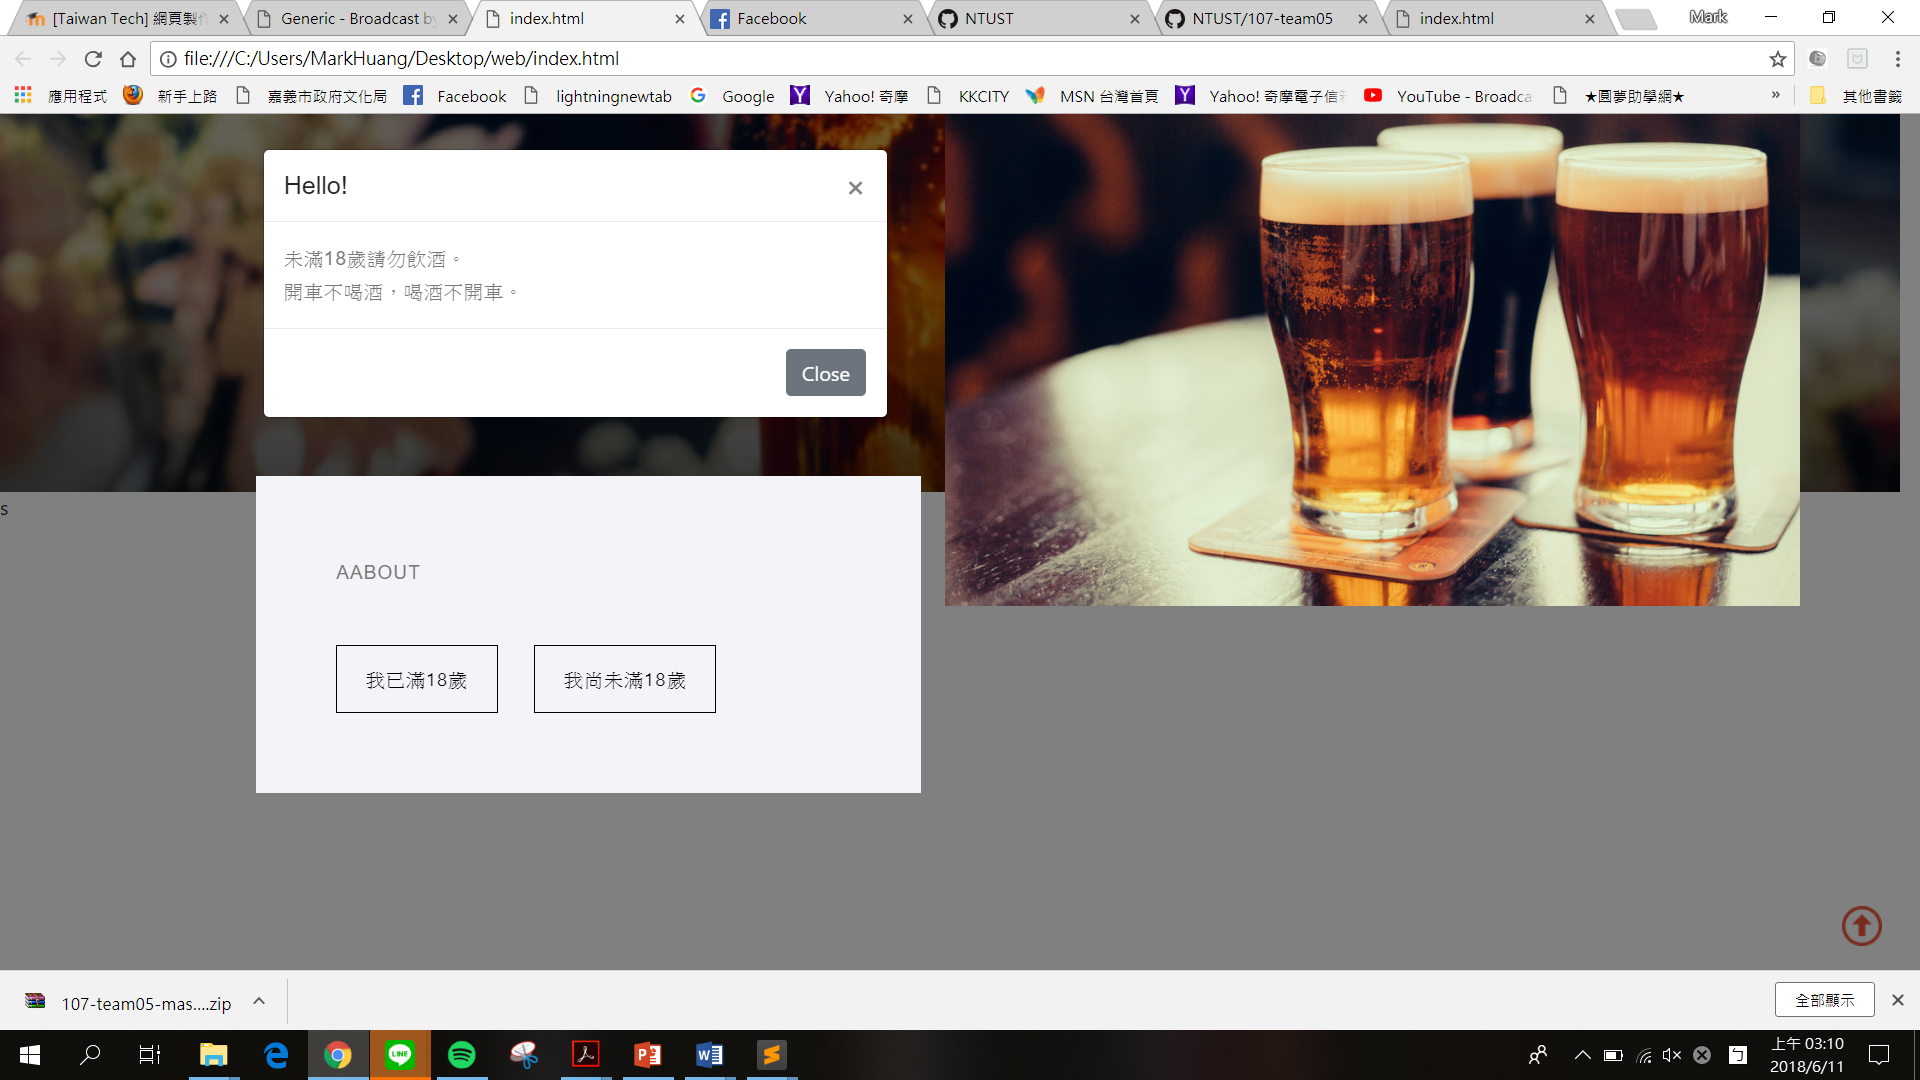 [Taiwan Tech] 網頁製作
Generic - Broadcast by
index.html
Facebook
NTUST
NTUST/107-team05
index.html
Mark
file:///C:/Users/MarkHuang/Desktop/web/index.html
應用程式
新手上路
嘉義市政府文化局
Facebook
lightningnewtab
Google
Yahoo! 奇摩
KKCITY
MSN 台灣首頁
Yahoo! 奇摩電子信
YouTube - Broadca
★圓夢助學網★
»
其他書籤
Hello!
×
未滿18歲請勿飲酒。
開車不喝酒，喝酒不開車。
Close
s
AABOUT
我已滿18歲
我尚未滿18歲
107-team05-mas....zip
全部顯示
LINE
上午 03:10
2018/6/11